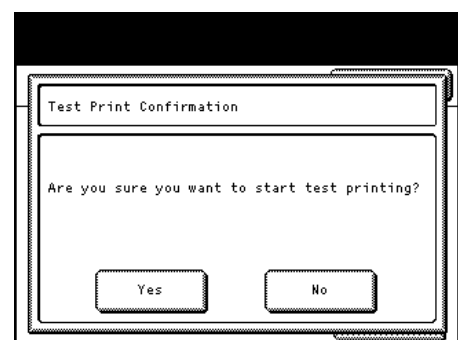 Test Print Confirmation
Are you sure you want to start test printing?
Yes
No